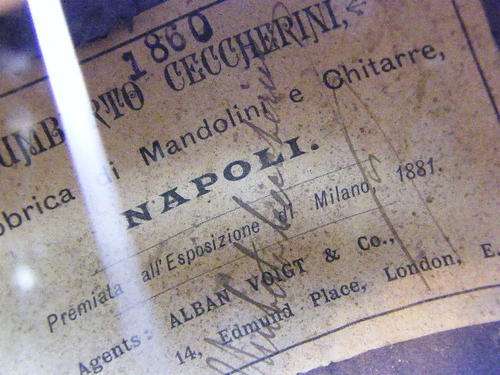 1860
UMBERTO CECCHERINI,
bbrica di Mandolini e Chitarre,
NAPOLI.
Premiata all'Esposizione di Milano, 1881.
Agents: ALBAN VOIGT & Co.,
14, Edmund Place, London, E.